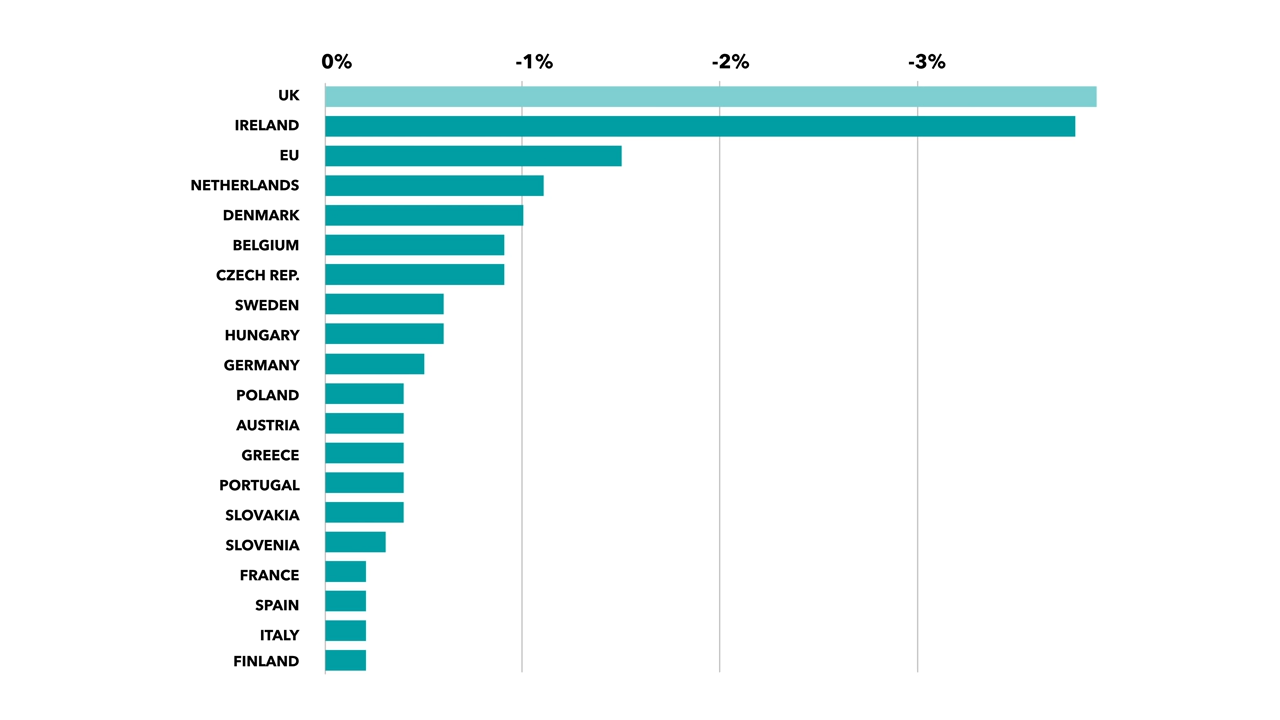 0% -1% -2% -3%
UK
IRELAND
EU
NETHERLANDS
DENMARK
BELGIUM
CZECH REP.
SWEDEN
HUNGARY
GERMANY
POLAND
AUSTRIA
GREECE
PORTUGAL
SLOVAKIA
SLOVENIA
FRANCE
SPAIN
ITALY
FINLAND